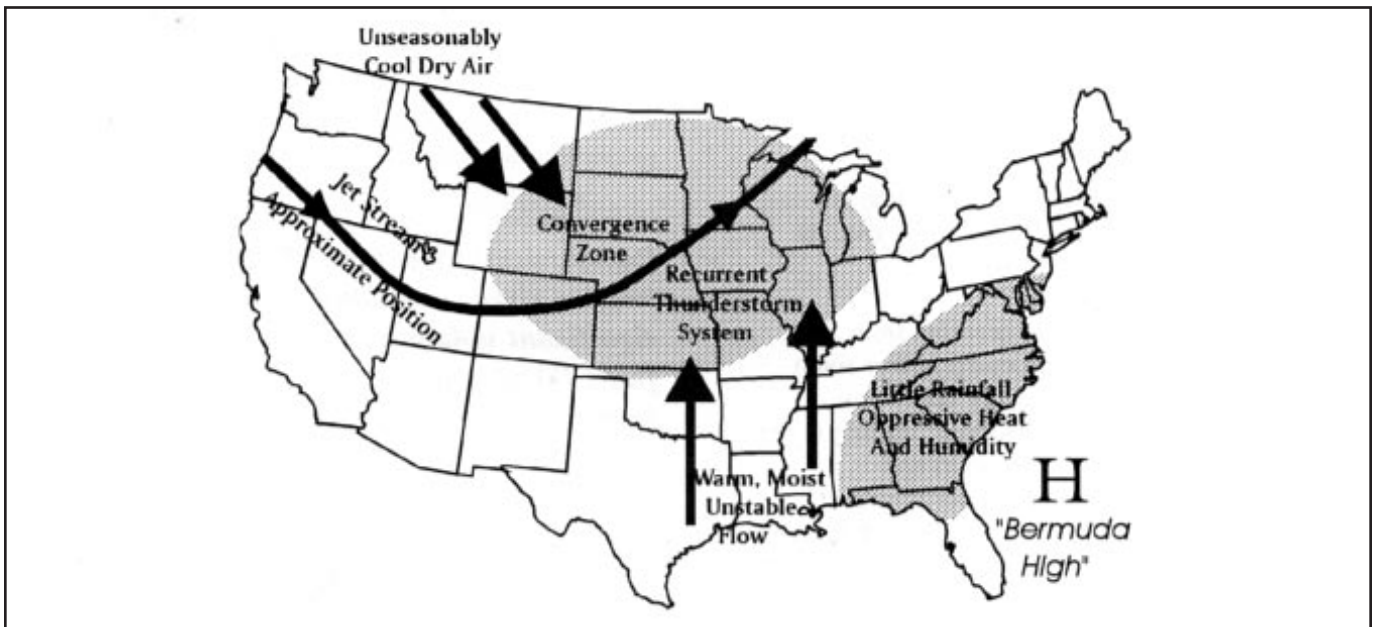 Unseasonably
Cool Dry Air
Jet Streams
Approximate Position
Convergence
Zone
Recurrent
Thunderstorm
System
Little Rainfall
Oppressive Heat
And Humidity
Warm, Moist
Unstable
Flow
H
"Bermuda
High"